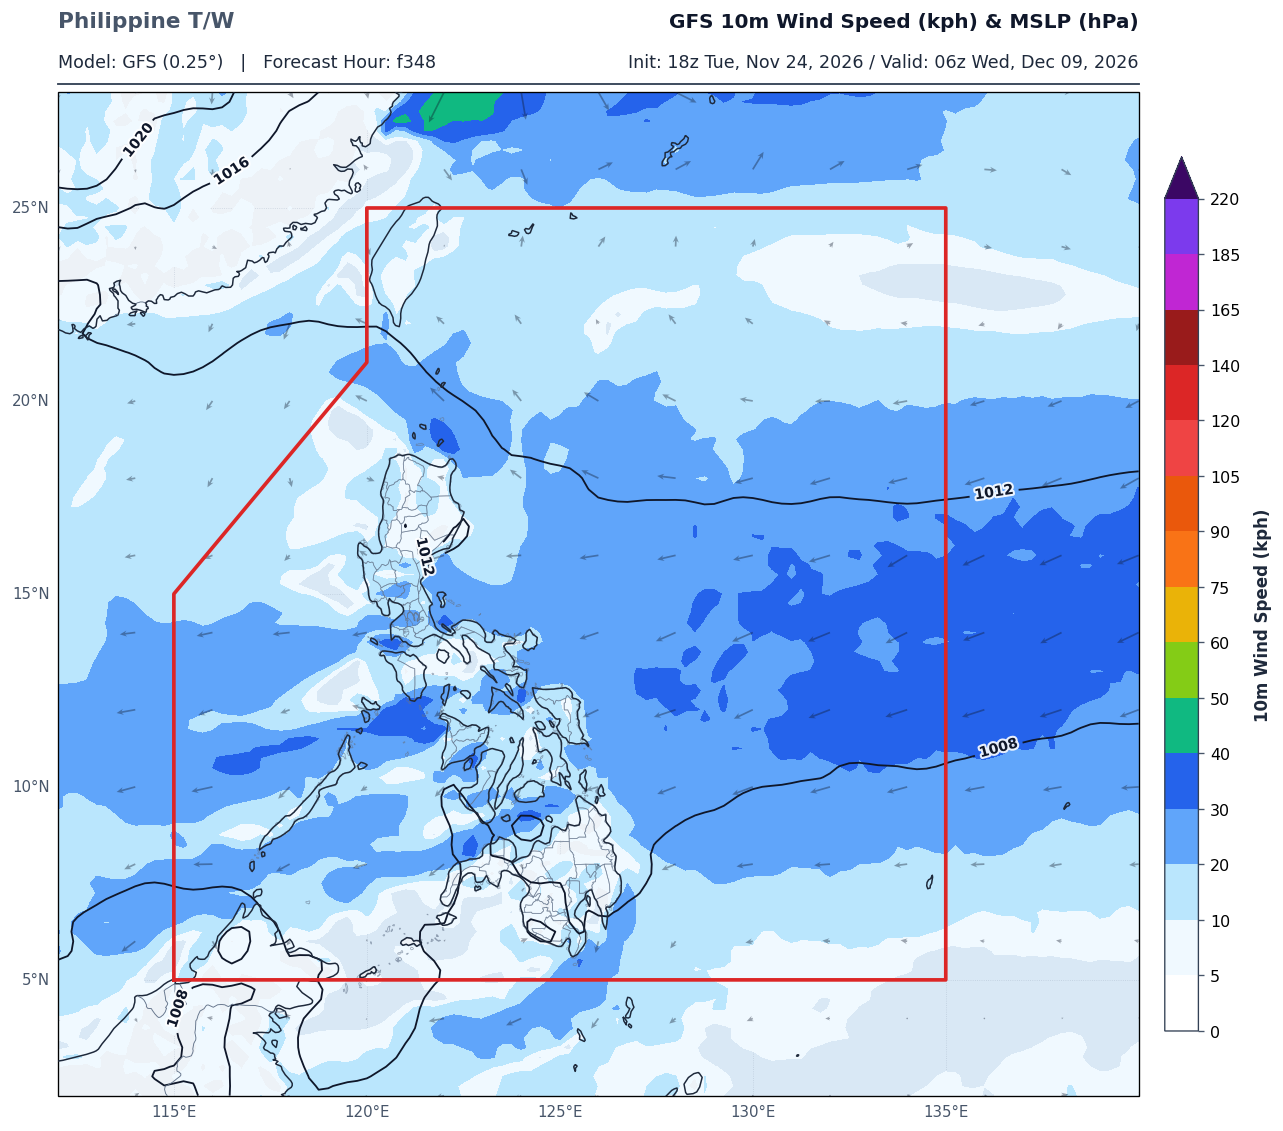 Philippine T/W
GFS 10m Wind Speed (kph) & MSLP (hPa)
Model: GFS (0.25°) | Forecast Hour: f348
Init: 18z Tue, Nov 24, 2026 / Valid: 06z Wed, Dec 09, 2026
1020
1016
1012
1012
1008
1008
25°N
20°N
15°N
10°N
5°N
115°E
120°E
125°E
130°E
135°E
220
185
165
140
120
105
90
75
60
50
40
30
20
10
5
0
10m Wind Speed (kph)